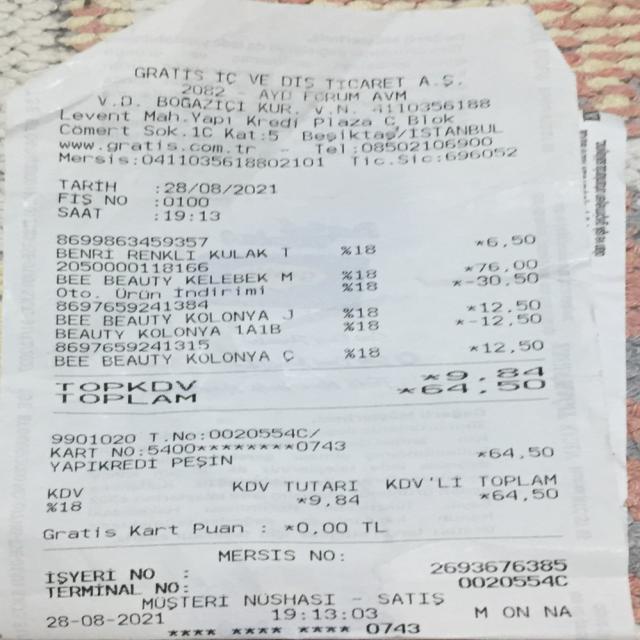 GRATIS İÇ VE DIŞ TİCARET A.Ş.
2082 - AYD FORUM AVM
V.D. BOĞAZİÇİ KUR. V.N. 4110356188
Levent Mah.Yapı Kredi Plaza C Blok
Cömert Sok.1C Kat:5 Beşiktaş/İSTANBUL
www.gratis.com.tr - Tel:08502106900
Mersis:0411035618802101 Tic.Sic:696052
TARİH :28/08/2021
FİŞ NO :0100
SAAT :19:13
8699863459357
BENRİ RENKLİ KULAK T %18 *6,50
2050000118166
BEE BEAUTY KELEBEK M %18 *76,00
Oto. Ürün İndirimi %18 *-30,50
8697659241384
BEE BEAUTY KOLONYA J %18 *12,50
BEAUTY KOLONYA 1A1B *-12,50
8697659241315
BEE BEAUTY KOLONYA Ç %18 *12,50
TOPKDV *9,84
TOPLAM *64,50
9901020 T.No:0020554C/
KART NO:5400********0743
YAPIKREDİ PEŞİN *64,50
KDV KDV TUTARI KDV'Lİ TOPLAM
%18 *9,84 *64,50
Gratis Kart Puan : *0,00 TL
MERSIS NO:
İŞYERİ NO : 2693676385
TERMINAL NO: 0020554C
MÜŞTERİ NÜSHASI - SATIŞ
28-08-2021 19:13:03 M ON NA
**** **** **** 0743